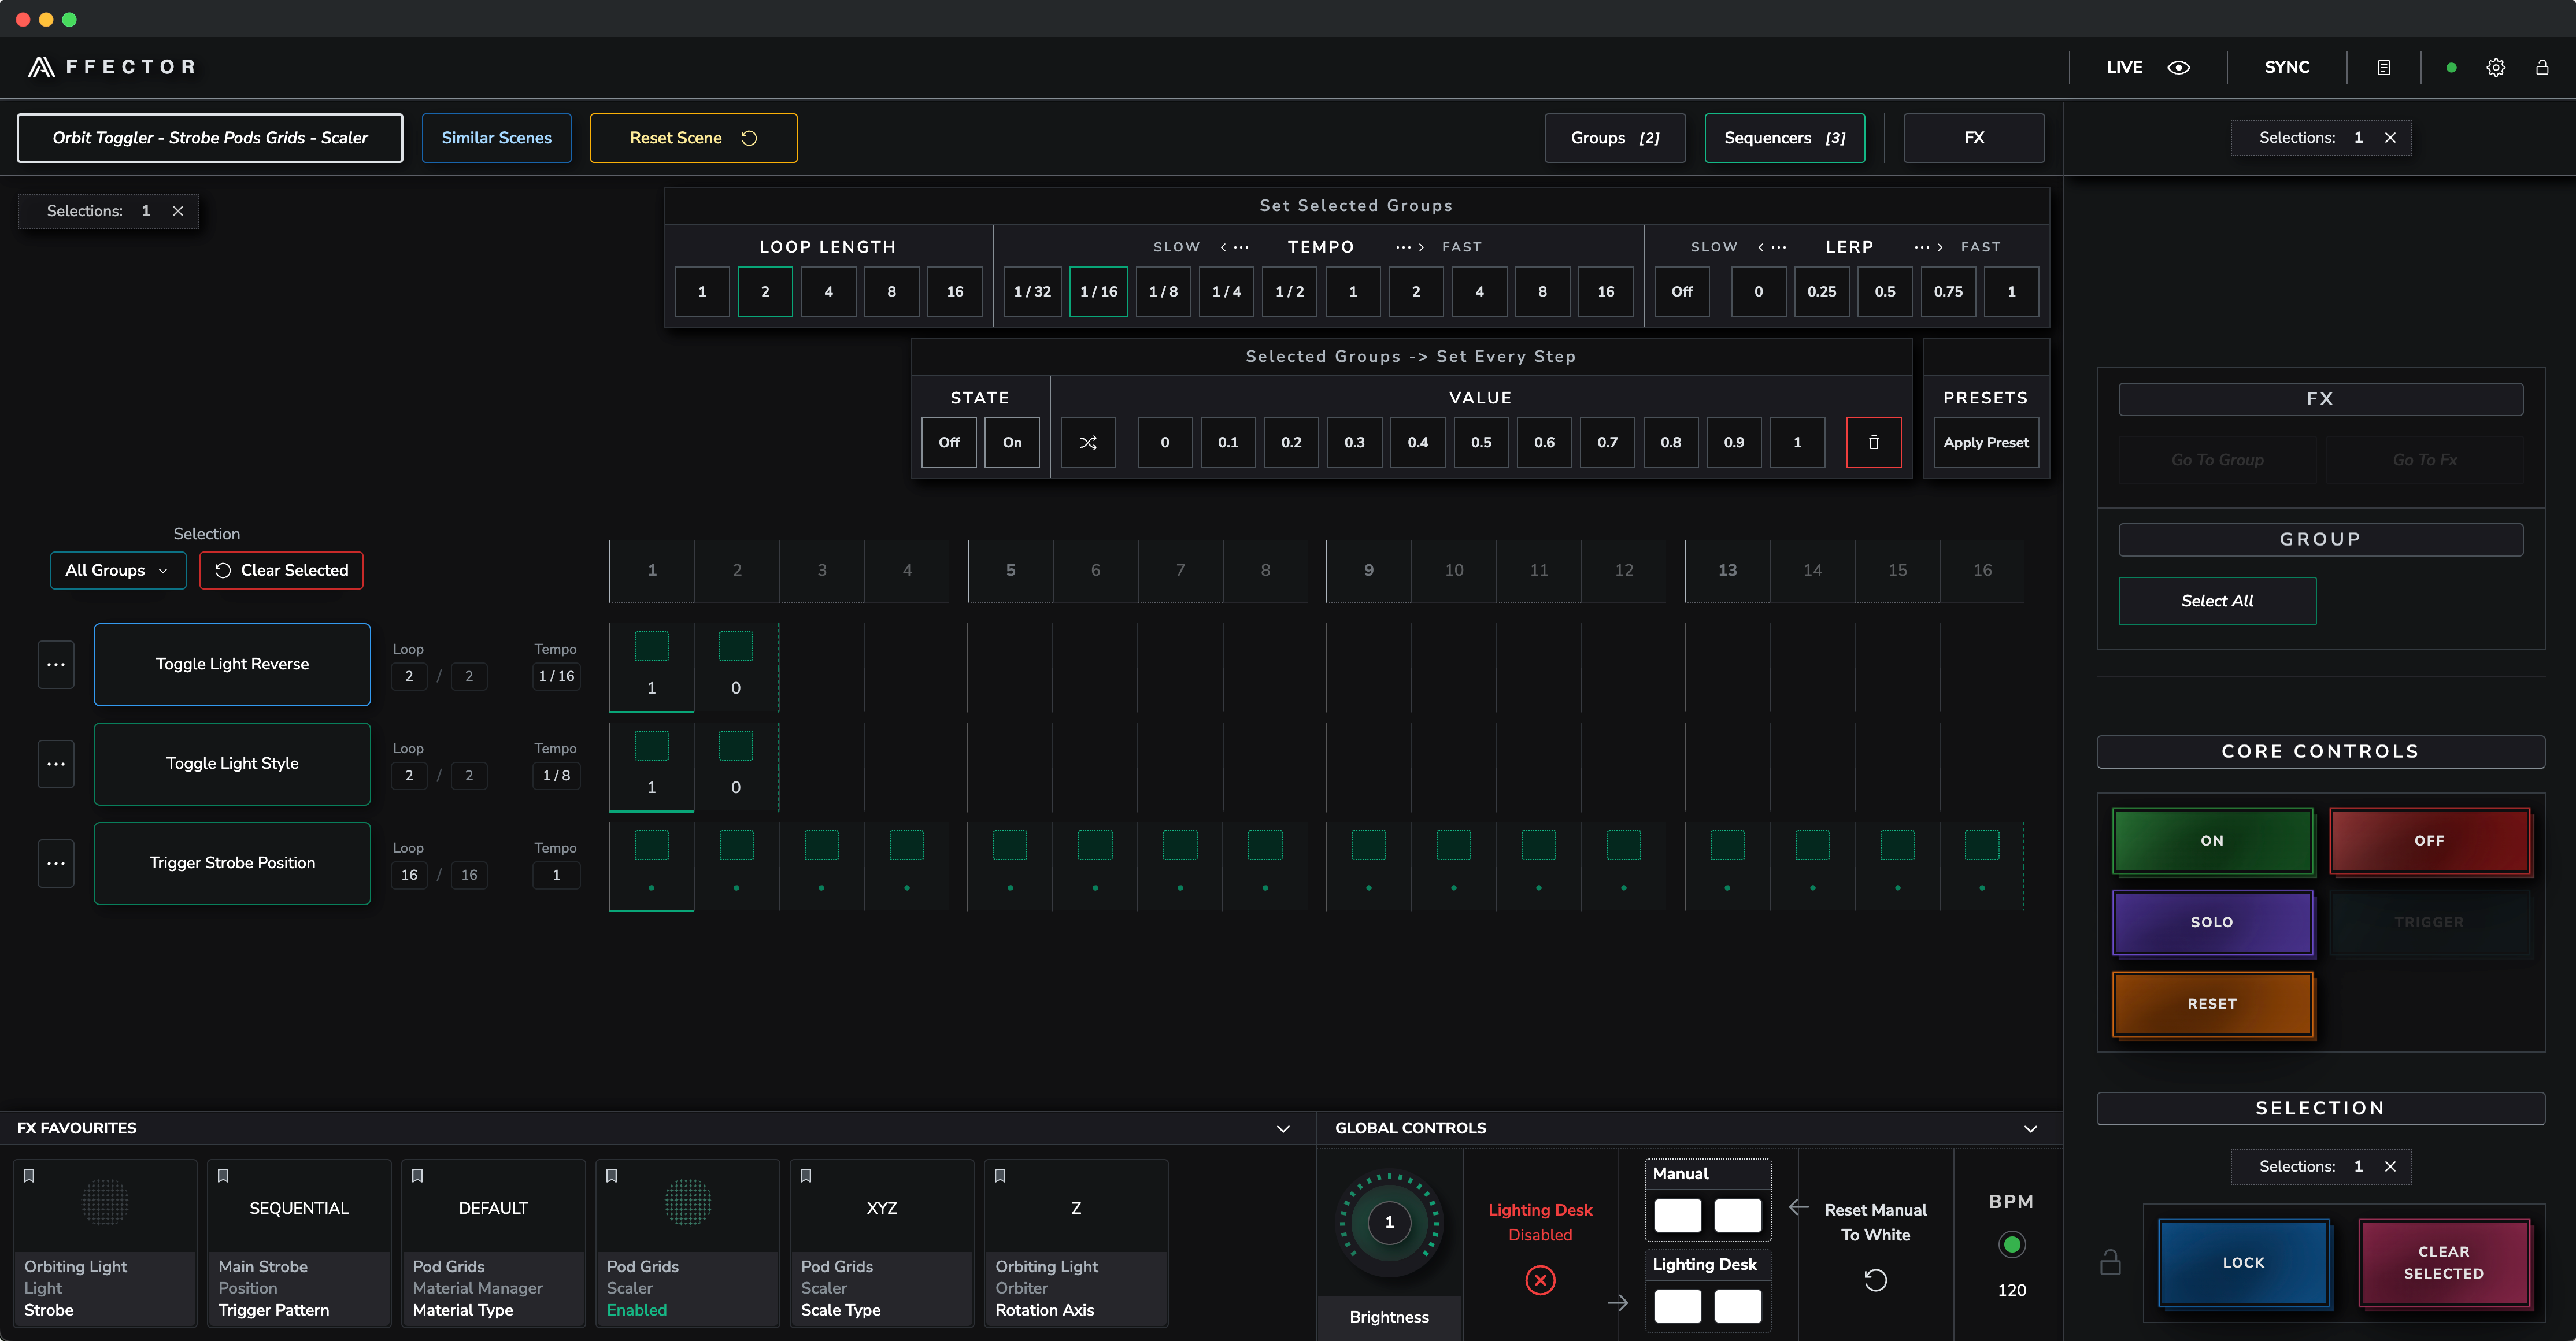 FFECTOR
LIVE
SYNC
Orbit Toggler - Strobe Pods Grids - Scaler
Similar Scenes
Reset Scene
Groups [2]
Sequencers [3]
FX
Selections: 1
Selections: 1
Set Selected Groups
LOOP LENGTH
SLOW TEMPO FAST
SLOW LERP FAST
1 2 4 8 16
1 / 32 1 / 16 1 / 8 1 / 4 1 / 2 1 2 4 8 16
Off 0 0.25 0.5 0.75 1
Selected Groups -> Set Every Step
STATE
VALUE
PRESETS
Off On
0 0.1 0.2 0.3 0.4 0.5 0.6 0.7 0.8 0.9 1
Apply Preset
Selection
All Groups
Clear Selected
1 2 3 4 5 6 7 8 9 10 11 12 13 14 15 16
Toggle Light Reverse
Loop
2 / 2
Tempo
1 / 16
1 0
Toggle Light Style
Loop
2 / 2
Tempo
1 / 8
1 0
Trigger Strobe Position
Loop
16 / 16
Tempo
1
FX
Go To Group
Go To Fx
GROUP
Select All
CORE CONTROLS
ON
OFF
SOLO
TRIGGER
RESET
SELECTION
Selections: 1
LOCK
CLEAR
SELECTED
FX FAVOURITES
Orbiting Light
Light
Strobe
SEQUENTIAL
Main Strobe
Position
Trigger Pattern
DEFAULT
Pod Grids
Material Manager
Material Type
Pod Grids
Scaler
Enabled
XYZ
Pod Grids
Scaler
Scale Type
Z
Orbiting Light
Orbiter
Rotation Axis
GLOBAL CONTROLS
1
Brightness
Lighting Desk
Disabled
Manual
Lighting Desk
Reset Manual
To White
BPM
120